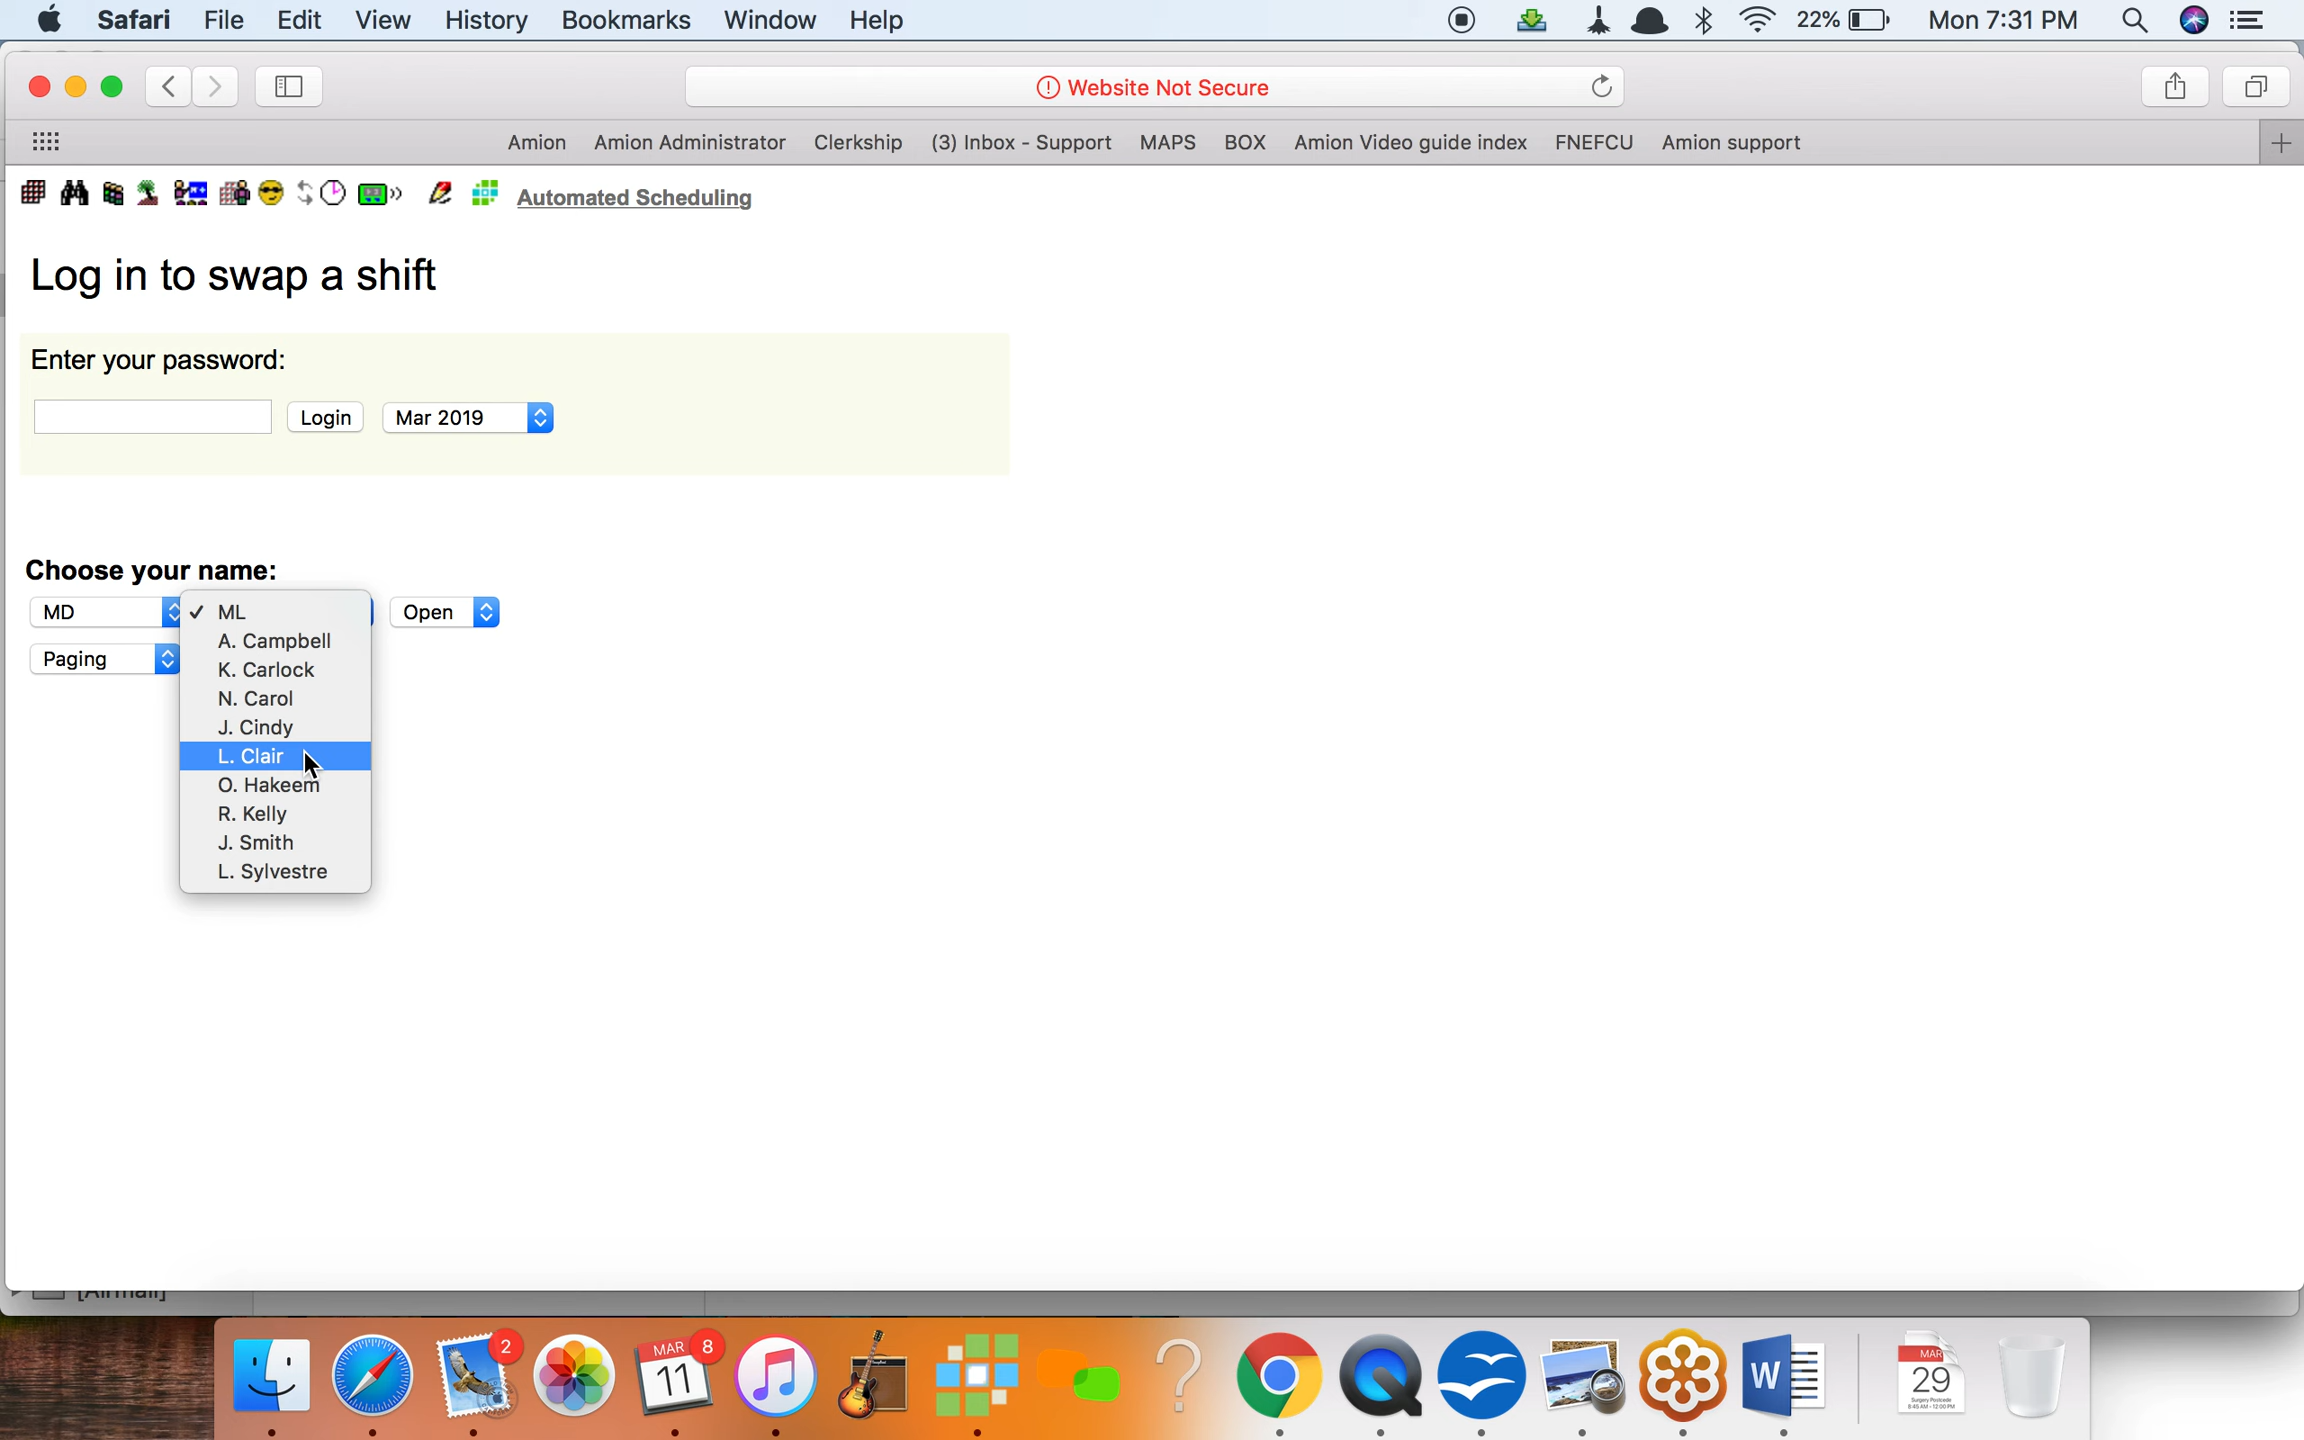 Safari File Edit View History Bookmarks Window Help 22% Mon 7:31 PM
Website Not Secure
Amion Amion Administrator Clerkship (3) Inbox - Support MAPS BOX Amion Video guide index FNEFCU Amion support
Automated Scheduling
Log in to swap a shift
Enter your password:
Login Mar 2019
Choose your name:
MD ✓ ML Open
A. Campbell
Paging K. Carlock
N. Carol
J. Cindy
L. Clair
O. Hakeem
R. Kelly
J. Smith
L. Sylvestre
[Airmail]
2 MAR 8 11 W MAR 29